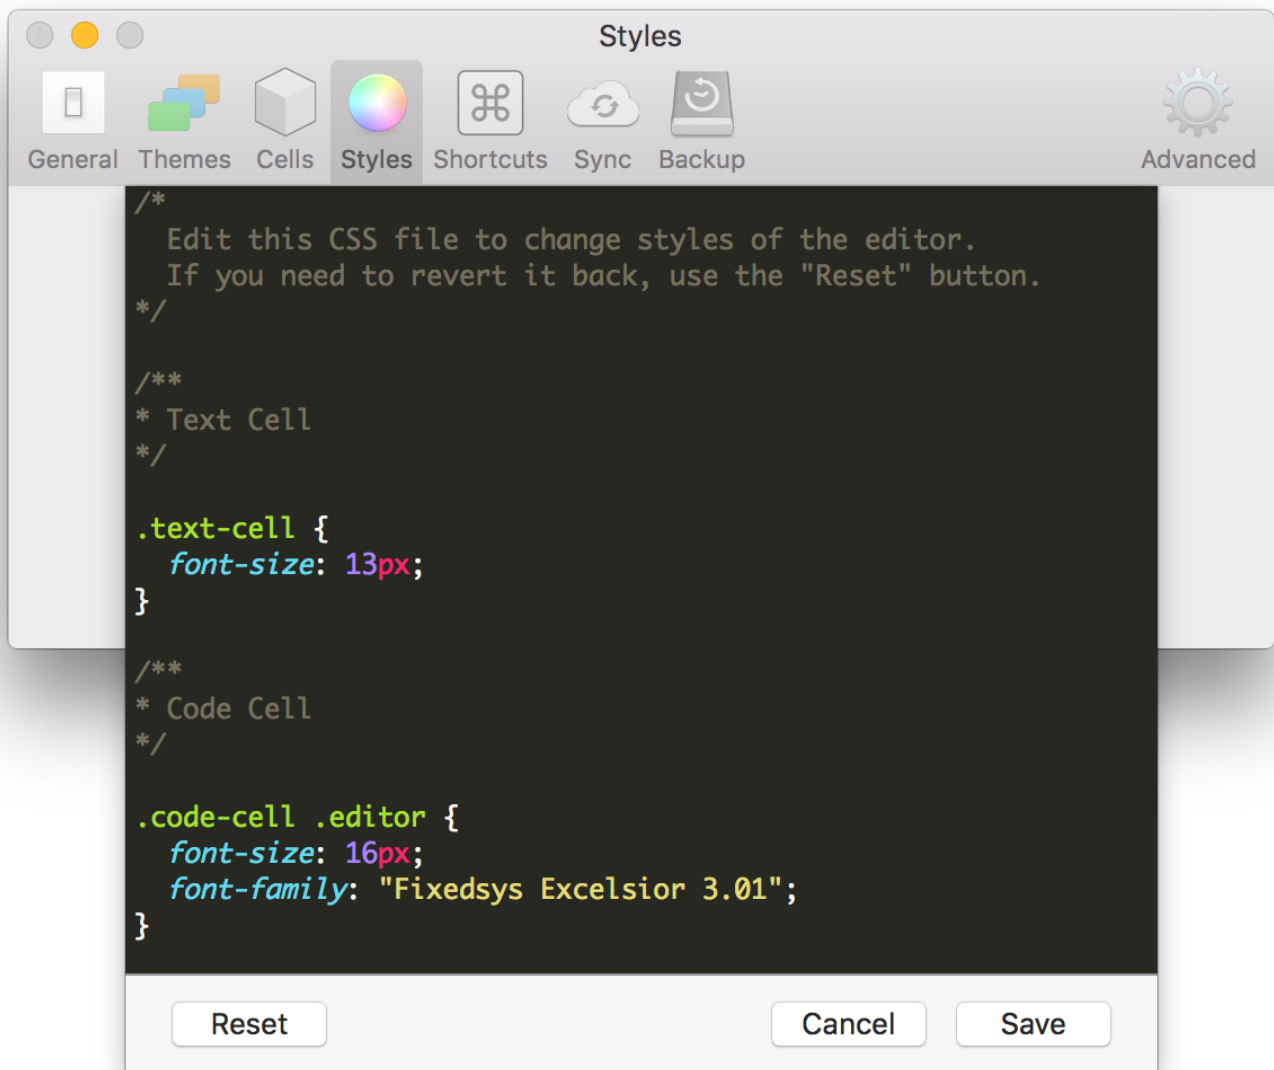 Styles
General Themes Cells Styles Shortcuts Sync Backup Advanced
/*
  Edit this CSS file to change styles of the editor.
  If you need to revert it back, use the "Reset" button.
*/
/**
* Text Cell
*/
.text-cell {
  font-size: 13px;
}
/**
* Code Cell
*/
.code-cell .editor {
  font-size: 16px;
  font-family: "Fixedsys Excelsior 3.01";
}
Reset Cancel Save